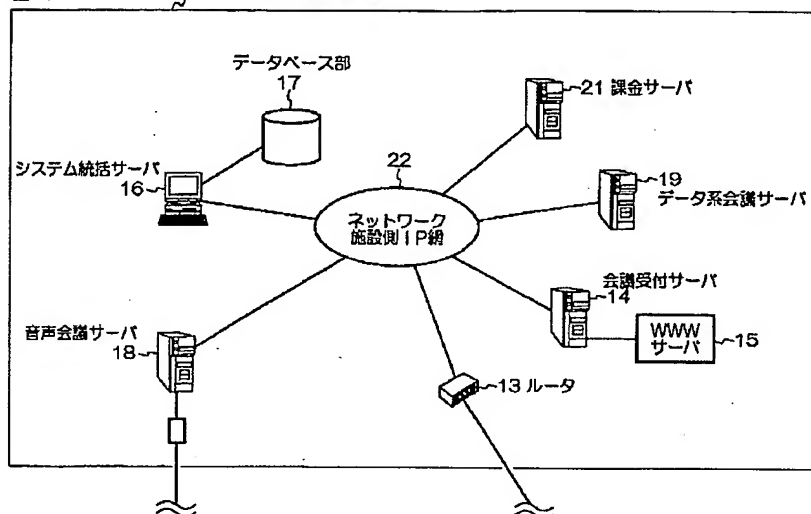 データベース部
17
21 課金サーバ
システム統活サーバ
16
22
19
データ系会議サーバ
ネットワーク
施設側IP網
会議受付サーバ
14
WWW
サーバ
15
音声会議サーバ
18
13 ルータ